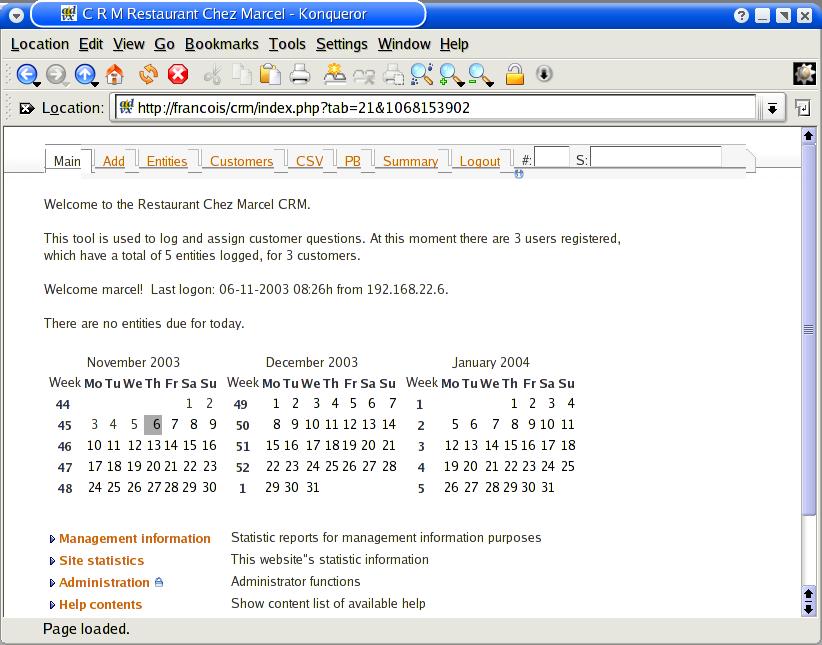 C R M Restaurant Chez Marcel - Konqueror
Location Edit View Go Bookmarks Tools Settings Window Help
Location: http://francois/crm/index.php?tab=21&1068153902
Main Add Entities Customers CSV PB Summary Logout #: S:
Welcome to the Restaurant Chez Marcel CRM.
This tool is used to log and assign customer questions. At this moment there are 3 users registered,
which have a total of 5 entities logged, for 3 customers.
Welcome marcel! Last logon: 06-11-2003 08:26h from 192.168.22.6.
There are no entities due for today.
November 2003 December 2003 January 2004
Week Mo Tu We Th Fr Sa Su Week Mo Tu We Th Fr Sa Su Week Mo Tu We Th Fr Sa Su
44 1 2 49 1 2 3 4 5 6 7 1 1 2 3 4
45 3 4 5 6 7 8 9 50 8 9 10 11 12 13 14 2 5 6 7 8 9 10 11
46 10 11 12 13 14 15 16 51 15 16 17 18 19 20 21 3 12 13 14 15 16 17 18
47 17 18 19 20 21 22 23 52 22 23 24 25 26 27 28 4 19 20 21 22 23 24 25
48 24 25 26 27 28 29 30 1 29 30 31 5 26 27 28 29 30 31
Management information Statistic reports for management information purposes
Site statistics This website"s statistic information
Administration Administrator functions
Help contents Show content list of available help
Page loaded.